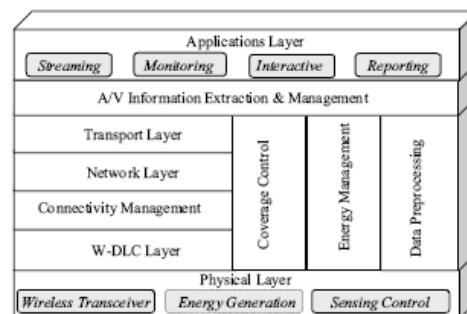 Applications Layer
Streaming Monitoring Interactive Reporting
A/V Information Extraction & Management
Transport Layer
Network Layer
Connectivity Management
W-DLC Layer
Coverage Control
Energy Management
Data Preprocessing
Physical Layer
Wireless Transceiver Energy Generation Sensing Control